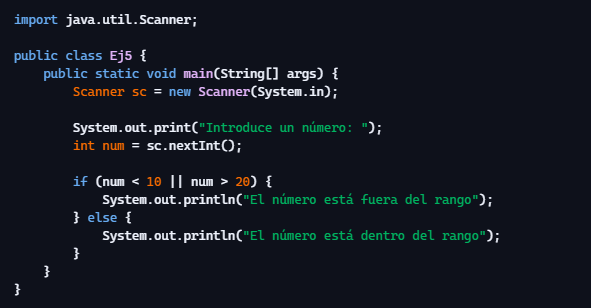 import java.util.Scanner;
public class Ej5 {
public static void main(String[] args) {
Scanner sc = new Scanner(System.in);
System.out.print("Introduce un número: ");
int num = sc.nextInt();
if (num < 10 || num > 20) {
System.out.println("El número está fuera del rango");
} else {
System.out.println("El número está dentro del rango");
}
}
}